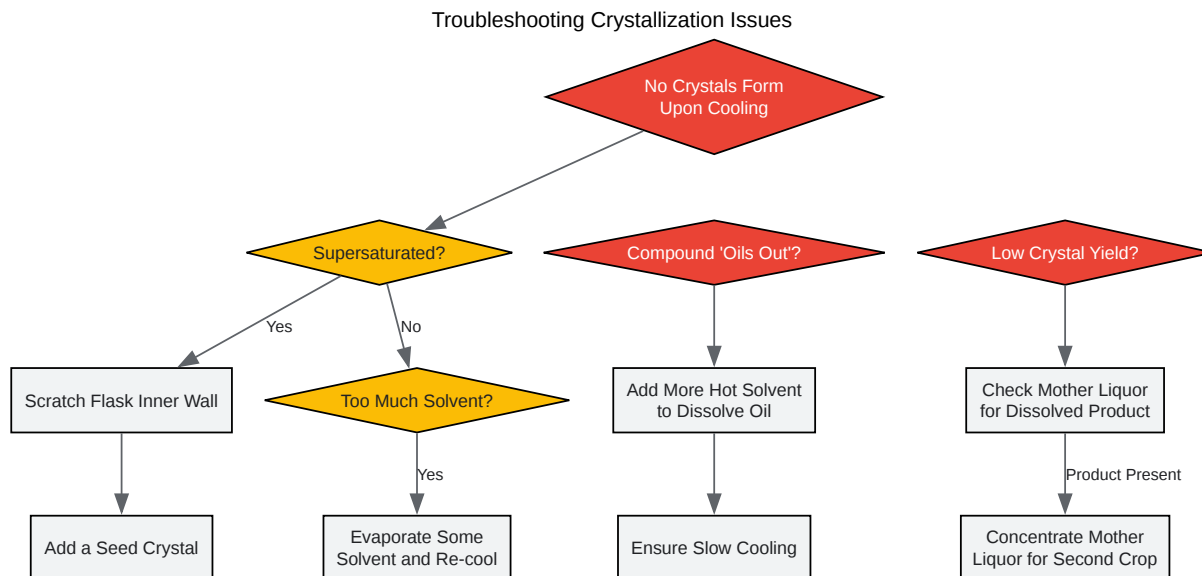 Troubleshooting Crystallization Issues
No Crystals Form
Upon Cooling
Supersaturated?
Compound 'Oils Out'?
Low Crystal Yield?
Yes
No
Scratch Flask Inner Wall
Too Much Solvent?
Add More Hot Solvent
to Dissolve Oil
Check Mother Liquor
for Dissolved Product
Yes
Product Present
Add a Seed Crystal
Evaporate Some
Solvent and Re-cool
Ensure Slow Cooling
Concentrate Mother
Liquor for Second Crop